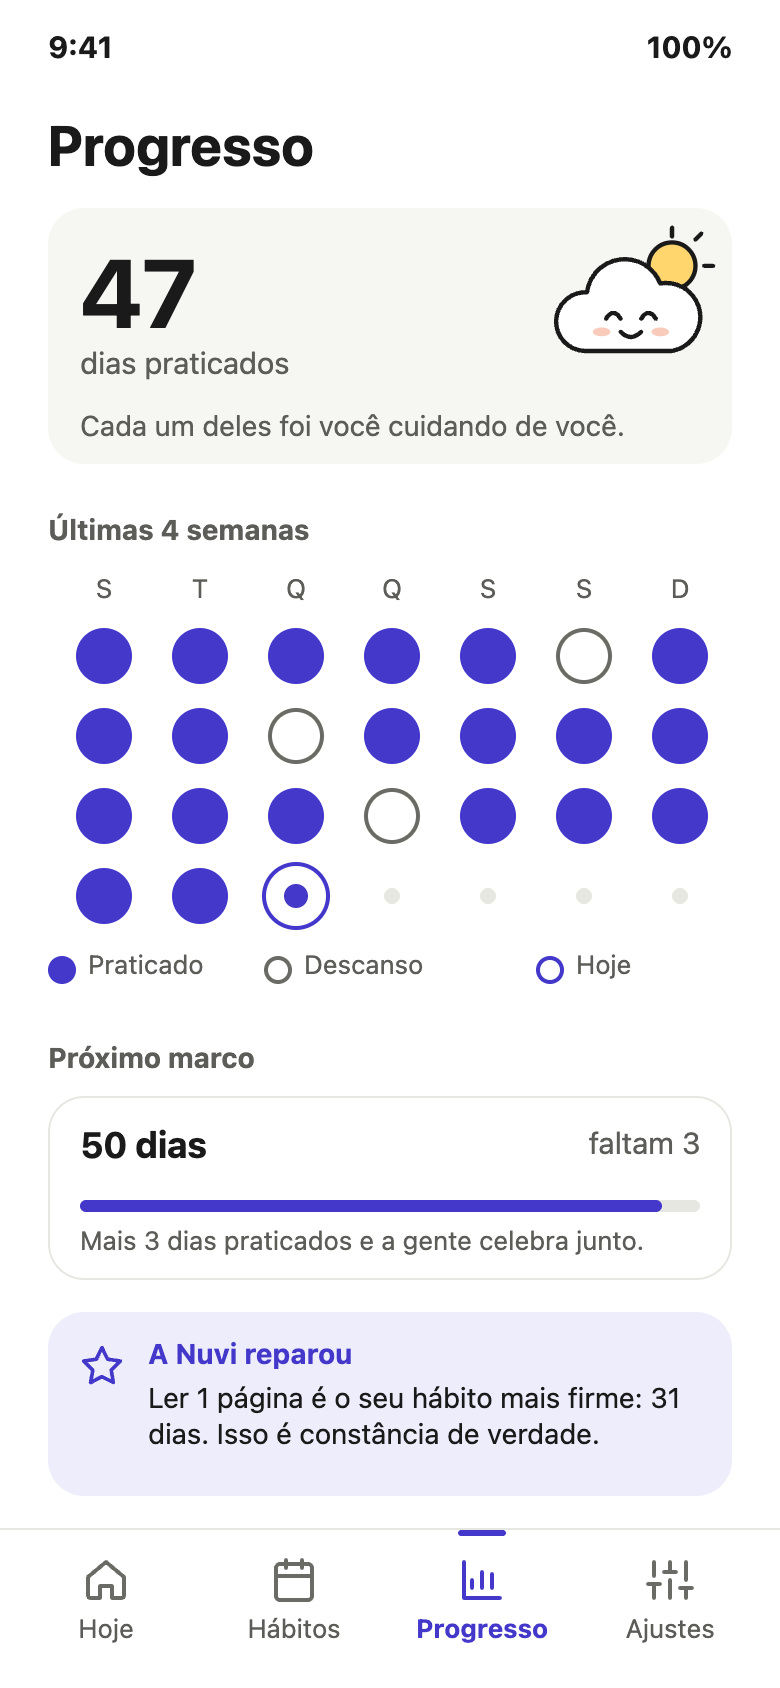 9:41
100%
Progresso
47
dias praticados
Cada um deles foi você cuidando de você.
Últimas 4 semanas
S T Q Q S S D
Praticado Descanso Hoje
Próximo marco
50 dias
faltam 3
Mais 3 dias praticados e a gente celebra junto.
A Nuvi reparou
Ler 1 página é o seu hábito mais firme: 31
dias. Isso é constância de verdade.
Hoje Hábitos Progresso Ajustes